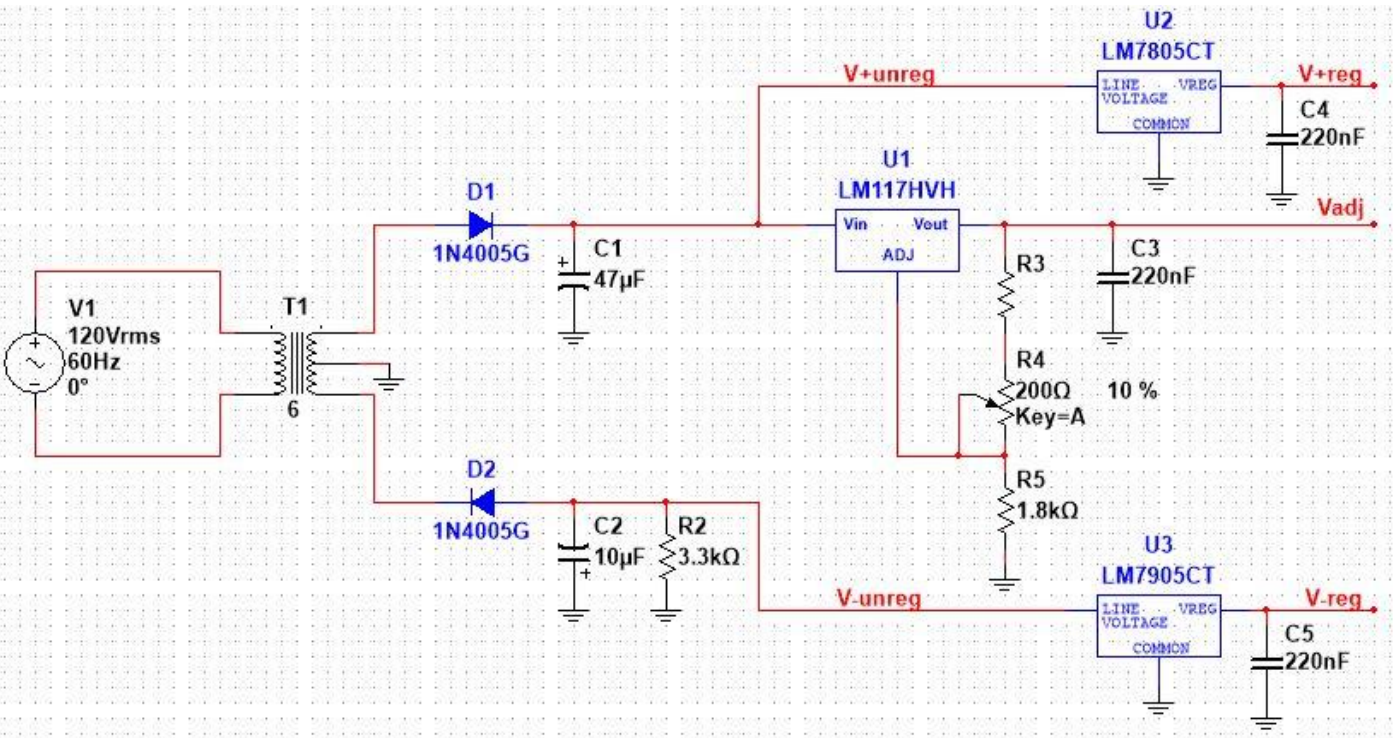 U2
LM7805CT
V+unreg
LINE VREG
VOLTAGE
COMMON
V+reg
C4
220nF
U1
LM117HVH
Vin Vout
ADJ
Vadj
D1
1N4005G
C1
+
47µF
R3
C3
220nF
V1
120Vrms
60Hz
0°
T1
6
R4
200Ω 10 %
Key=A
D2
1N4005G
C2
10µF
+
R2
3.3kΩ
R5
1.8kΩ
U3
LM7905CT
V-unreg
LINE VREG
VOLTAGE
COMMON
V-reg
C5
220nF